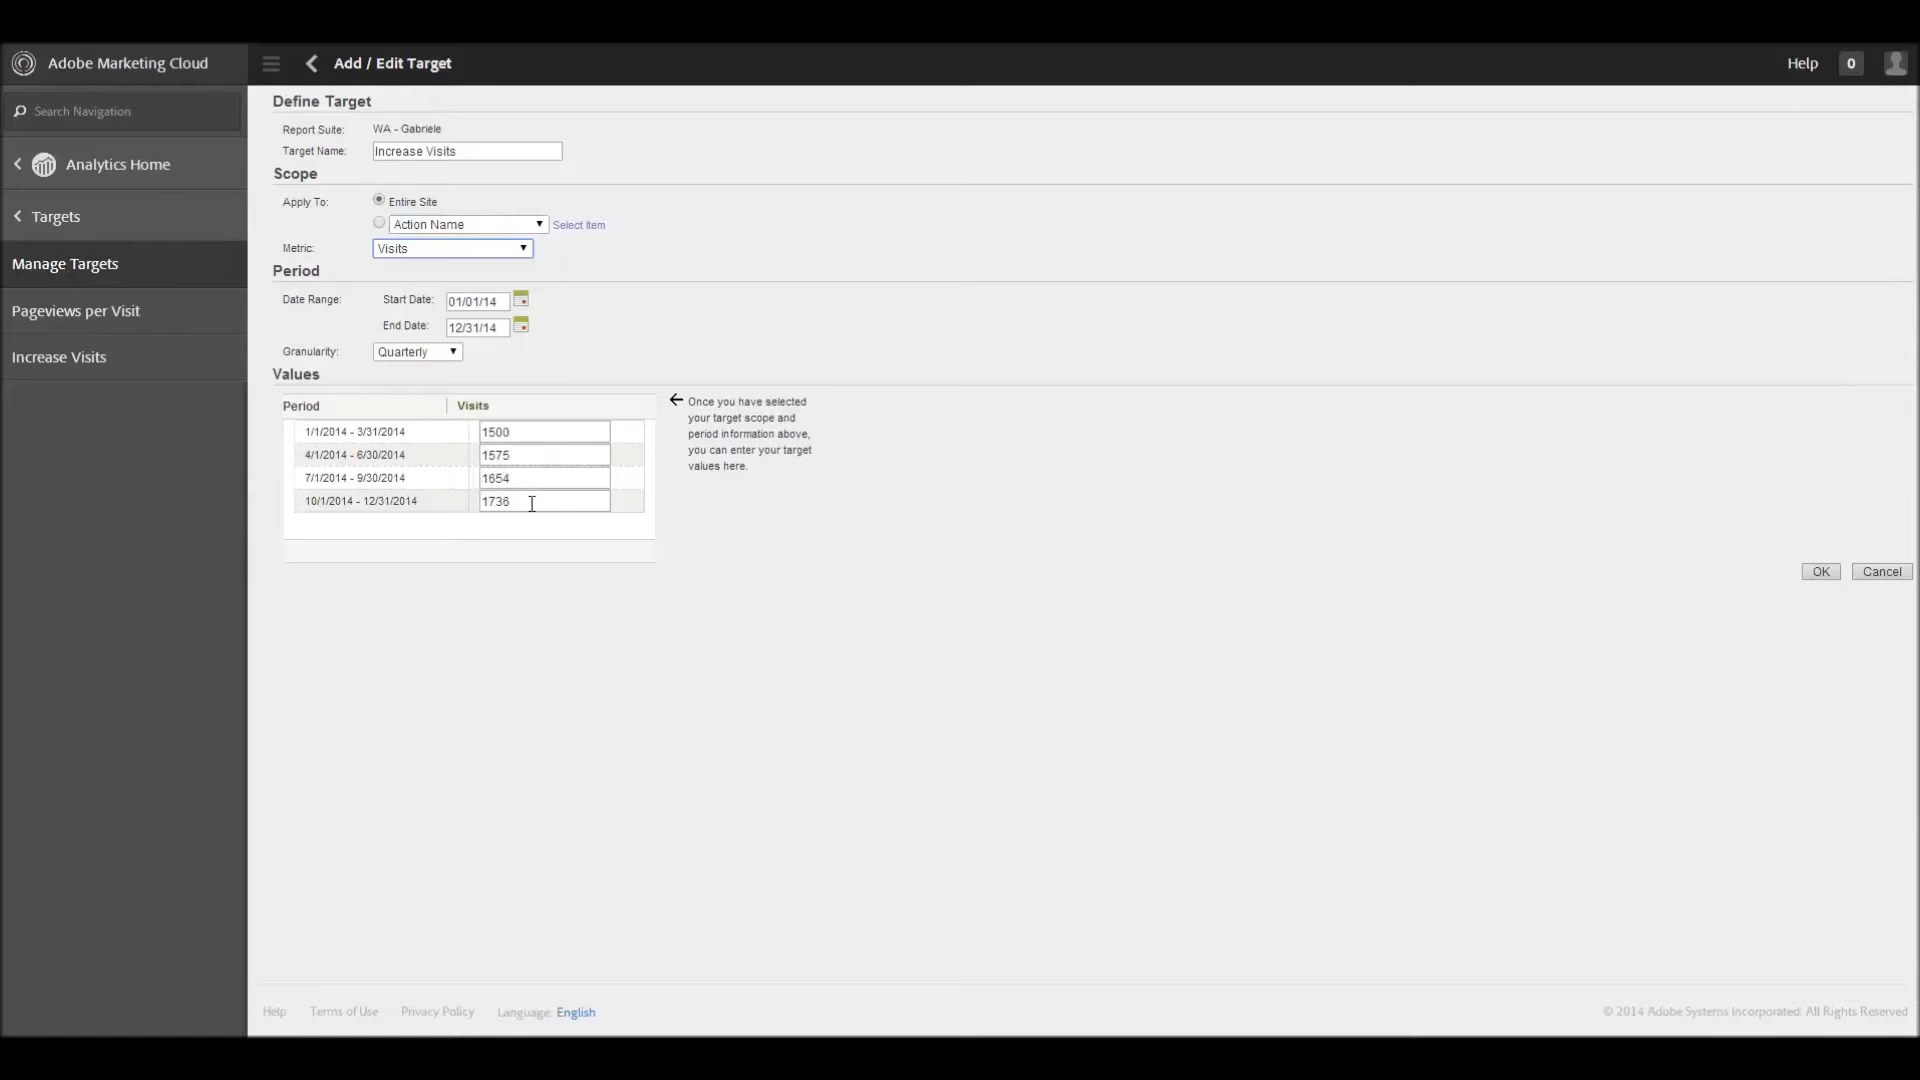 Adobe Marketing Cloud
Add / Edit Target
Help
0
Search Navigation
Analytics Home
Targets
Manage Targets
Pageviews per Visit
Increase Visits
Define Target
Report Suite: WA - Gabriele
Target Name: Increase Visits
Scope
Apply To: Entire Site
Action Name Select Item
Metric: Visits
Period
Date Range: Start Date: 01/01/14
End Date: 12/31/14
Granularity: Quarterly
Values
Period Visits
1/1/2014 - 3/31/2014 1500
4/1/2014 - 6/30/2014 1575
7/1/2014 - 9/30/2014 1654
10/1/2014 - 12/31/2014 1736
Once you have selected
your target scope and
period information above,
you can enter your target
values here.
OK Cancel
Help Terms of Use Privacy Policy Language: English
© 2014 Adobe Systems Incorporated. All Rights Reserved